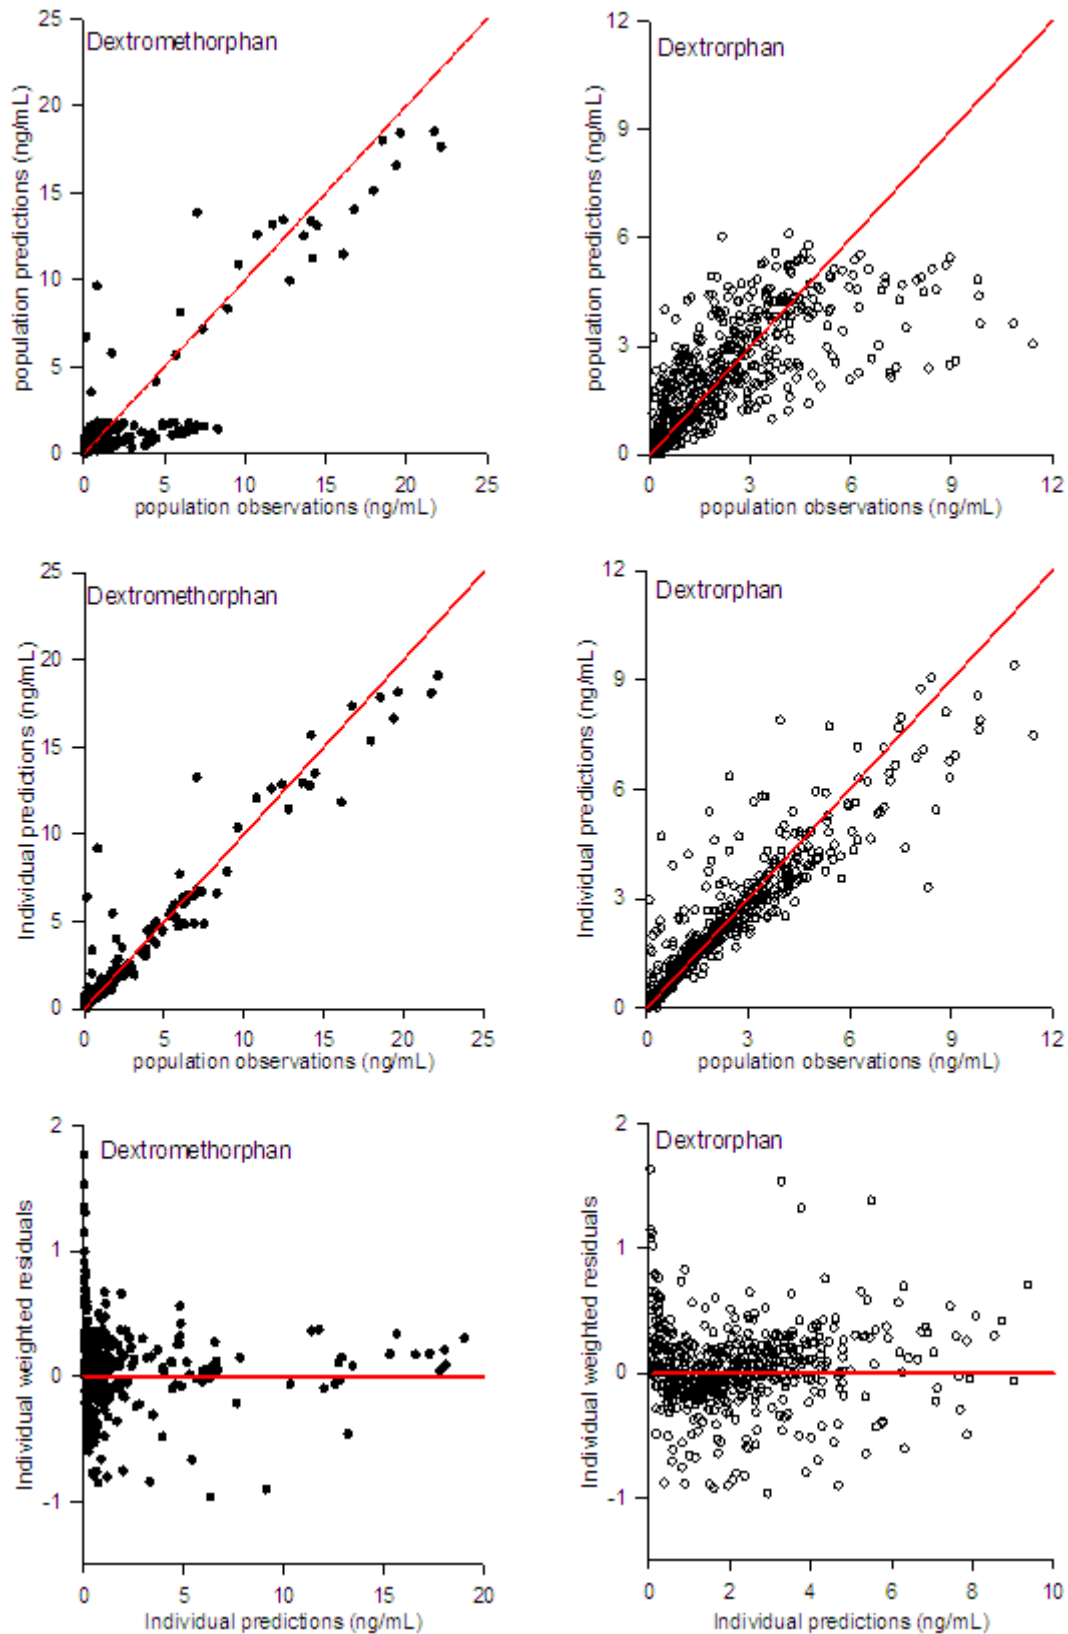 25
Dextromethorphan
20
15
10
5
0
0 5 10 15 20 25
population predictions (ng/mL)
population observations (ng/mL)
12
Dextrorphan
9
6
3
0
0 3 6 9 12
population predictions (ng/mL)
population observations (ng/mL)
25
Dextromethorphan
20
15
10
5
0
0 5 10 15 20 25
Individual predictions (ng/mL)
population observations (ng/mL)
12
Dextrorphan
9
6
3
0
0 3 6 9 12
Individual predictions (ng/mL)
population observations (ng/mL)
2
Dextromethorphan
1
0
-1
0 5 10 15 20
Individual weighted residuals
Individual predictions (ng/mL)
2
Dextrorphan
1
0
-1
0 2 4 6 8 10
Individual weighted residuals
Individual predictions (ng/mL)